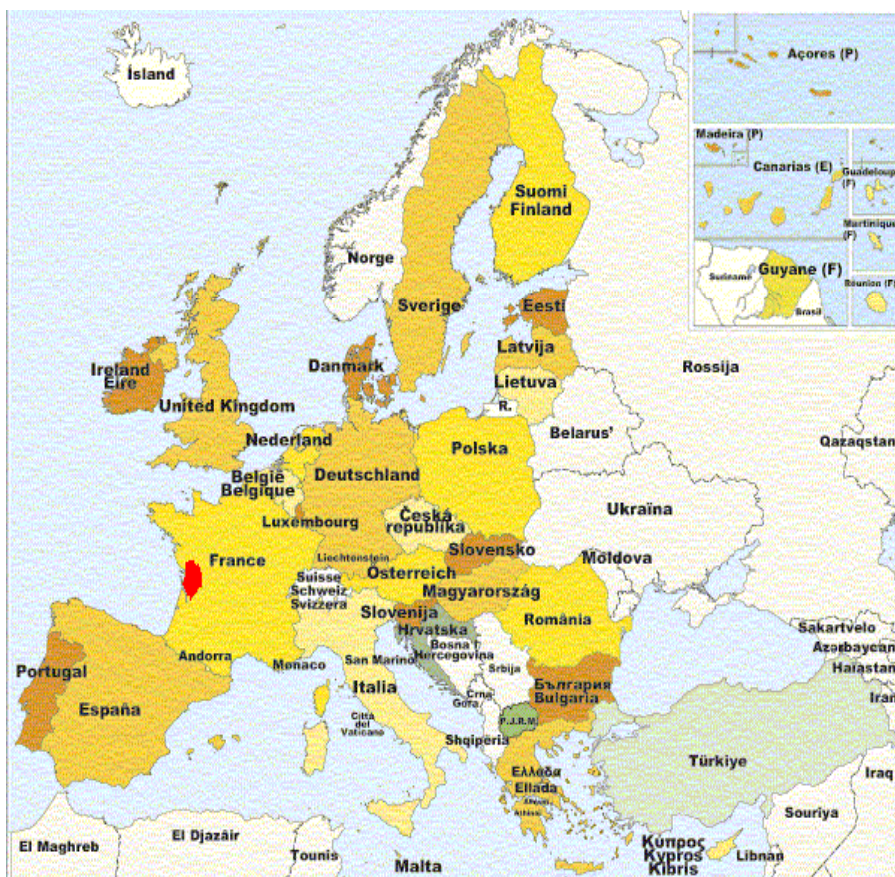 Ísland
Açores (P)
Madeira (P)
Canarias (E)
Guadeloup
(F)
Martinique
(F)
Suriname
Guyane (F)
Brasil
Réunion (F)
Suomi
Finland
Norge
Sverige
Eesti
Latvija
Lietuva
R.
Rossija
Danmark
Ireland
Éire
United Kingdom
Nederland
België
Belgique
Deutschland
Polska
Belarus'
Qazaqstan
Ukraïna
Luxembourg
Česká
republika
Slovensko
France
Liechtenstein
Suisse
Schweiz
Svizzera
Österreich
Magyarország
Moldova
România
Slovenija
Hrvatska
Bosna i
Hercegovina
Srbija
Crna
Gora
Andorra
Monaco
San Marino
Italia
Città
del
Vaticano
Portugal
España
България
Bulgaria
P.J.R.M.
Shqipëria
Ελλάδα
Ellada
Türkiye
Sakartvelo
Azərbaycan
Haïastan
Iran
Iraq
Souriya
Libnan
Κύπρος
Kypros
Kıbrıs
El Maghreb
El Djazâir
Tounis
Malta